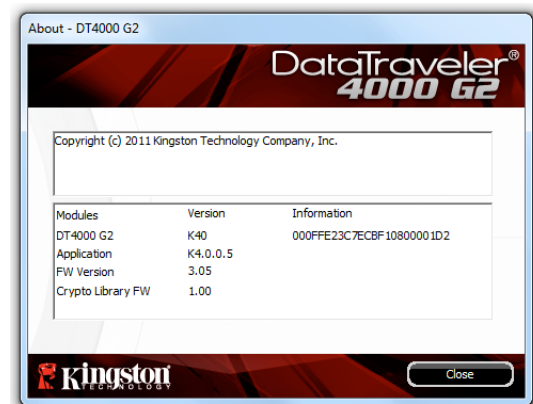 About - DT4000 G2
DataTraveler®
4000 G2
Copyright (c) 2011 Kingston Technology Company, Inc.
Modules Version Information
DT4000 G2 K40 000FFE23C7ECBF10800001D2
Application K4.0.0.5
FW Version 3.05
Crypto Library FW 1.00
Kingston
TECHNOLOGY
Close